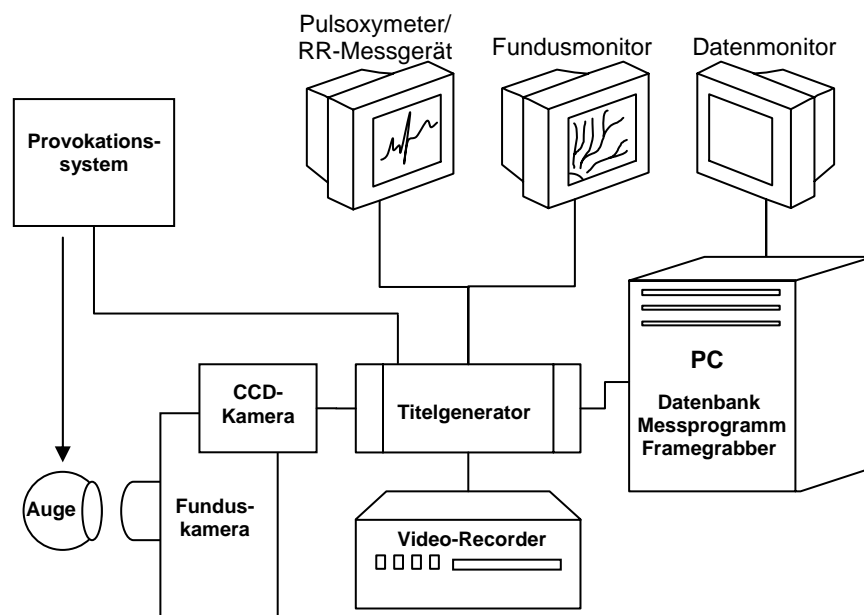 Pulsoxymeter/
RR-Messgerät
Fundusmonitor
Datenmonitor
Provokations-
system
PC
Datenbank
Messprogramm
Framegrabber
CCD-
Kamera
Titelgenerator
Auge
Fundus-
kamera
Video-Recorder